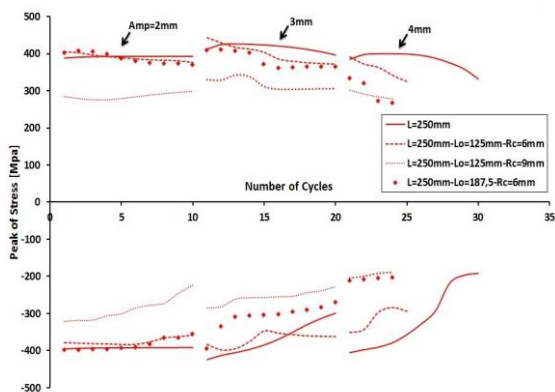 500
400
300
200
100
0
-100
-200
-300
-400
-500
Peak of Stress [Mpa]
Amp=2mm
3mm
4mm
L=250mm
L=250mm-Lo=125mm-Rc=6mm
L=250mm-Lo=125mm-Rc=9mm
L=250mm-Lo=187,5-Rc=6mm
Number of Cycles
0 5 10 15 20 25 30 35